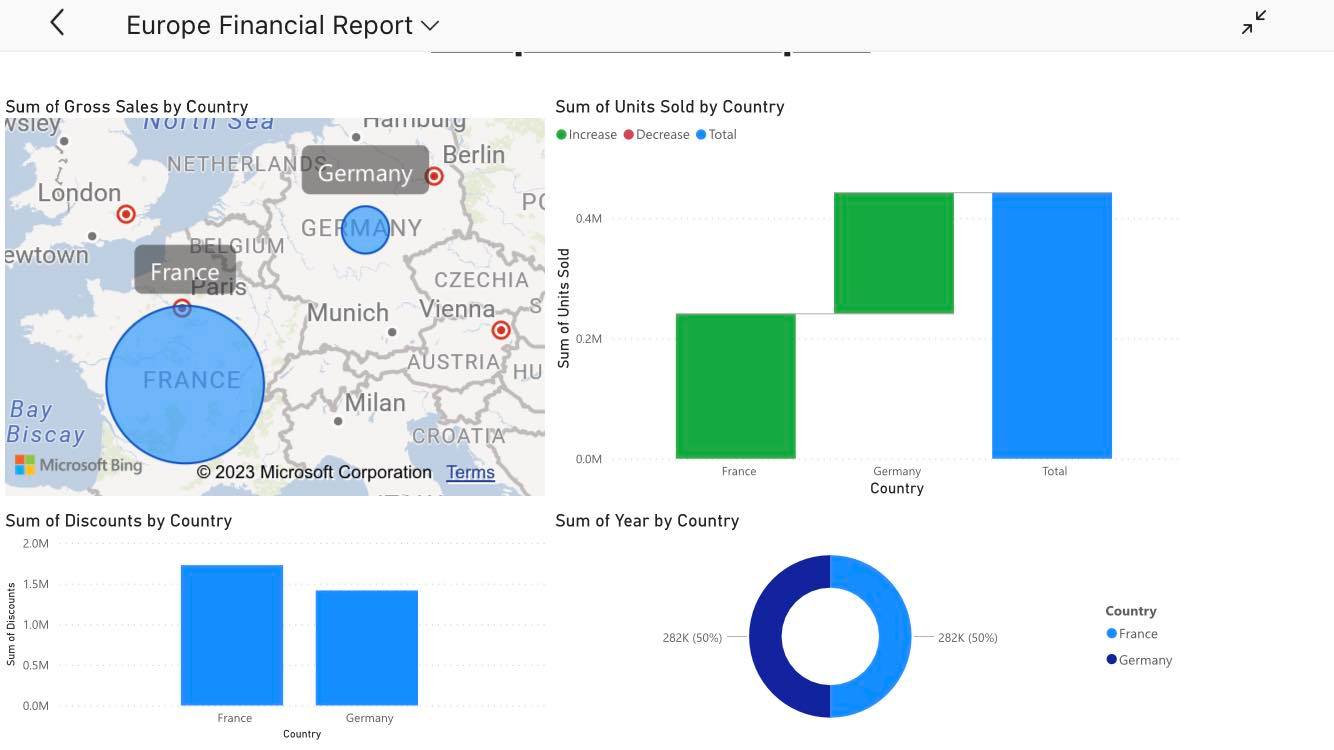 Europe Financial Report
Sum of Gross Sales by Country
North Sea
Hamburg
NETHERLANDS
Berlin
Germany
London
GERMANY
BELGIUM
France
Paris
CZECHIA
Munich
Vienna
FRANCE
AUSTRIA
Milan
Bay
Biscay
CROATIA
Microsoft Bing
© 2023 Microsoft Corporation Terms
Sum of Units Sold by Country
Increase Decrease Total
Sum of Units Sold
0.4M
0.2M
0.0M
France Germany Total
Country
Sum of Discounts by Country
Sum of Discounts
2.0M
1.5M
1.0M
0.5M
0.0M
France Germany
Country
Sum of Year by Country
282K (50%) 282K (50%)
Country
France
Germany